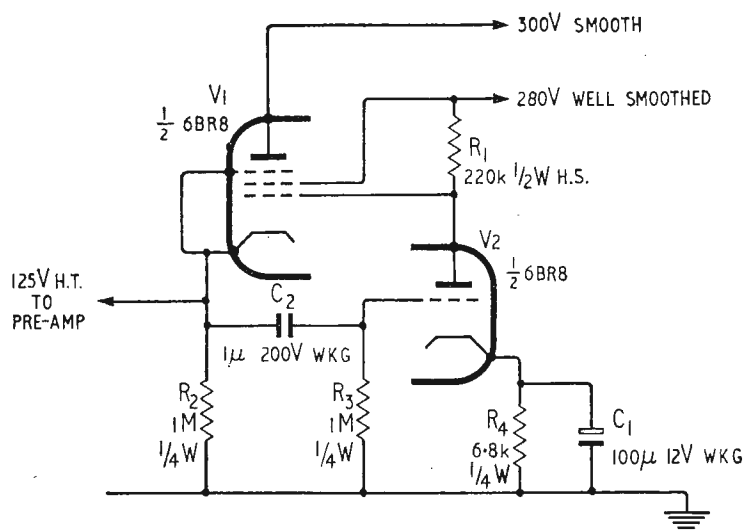 300V SMOOTH
V1
1/2 6BR8
280V WELL SMOOTHED
R1
220k 1/2W H.S.
V2
1/2 6BR8
125V H.T.
TO
PRE-AMP
C2
1μ 200V WKG
R2
1M
1/4W
R3
1M
1/4W
R4
6·8k
1/4W
C1
100μ 12V WKG